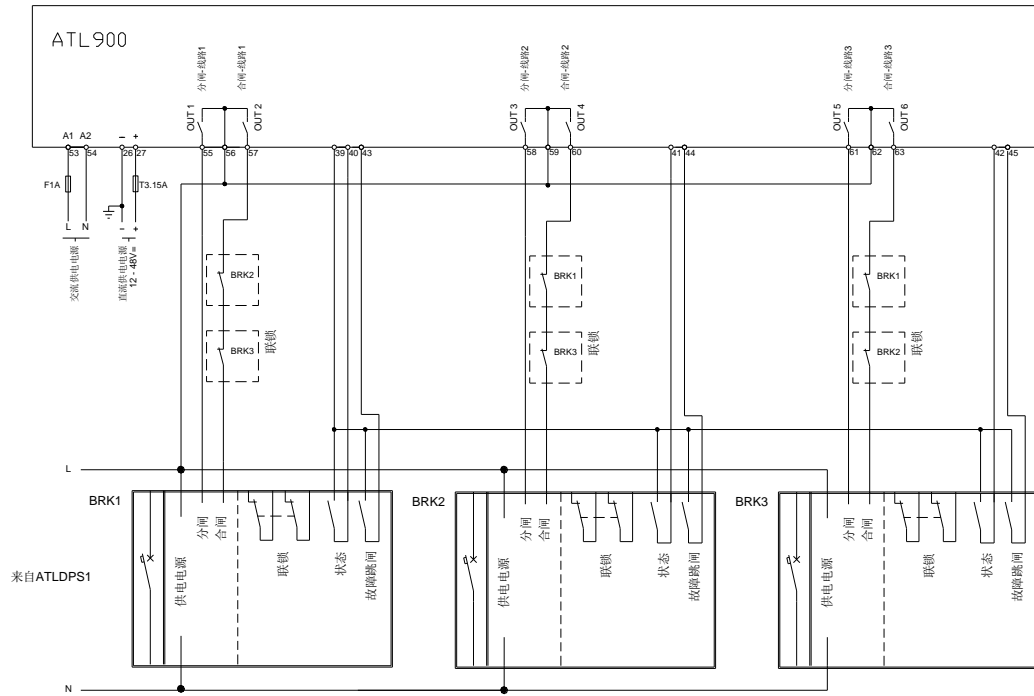 ATL900
分闸-线路1
合闸-线路1
分闸-线路2
合闸-线路2
分闸-线路3
合闸-线路3
OUT 1
OUT 2
OUT 3
OUT 4
OUT 5
OUT 6
A1 A2 - +
53 54 26 27 55 56 57 39 40 43 58 59 60 41 44 61 62 63 42 45
F1A
T3.15A
L N - +
交流供电电源
直流供电电源
12 - 48V=
BRK2
BRK3
联锁
BRK1
BRK3
联锁
BRK1
BRK2
联锁
L
BRK1
BRK2
BRK3
来自ATLDPS1
供电电源
分闸
合闸
联锁
状态
故障跳闸
供电电源
分闸
合闸
联锁
状态
故障跳闸
供电电源
分闸
合闸
联锁
状态
故障跳闸
N